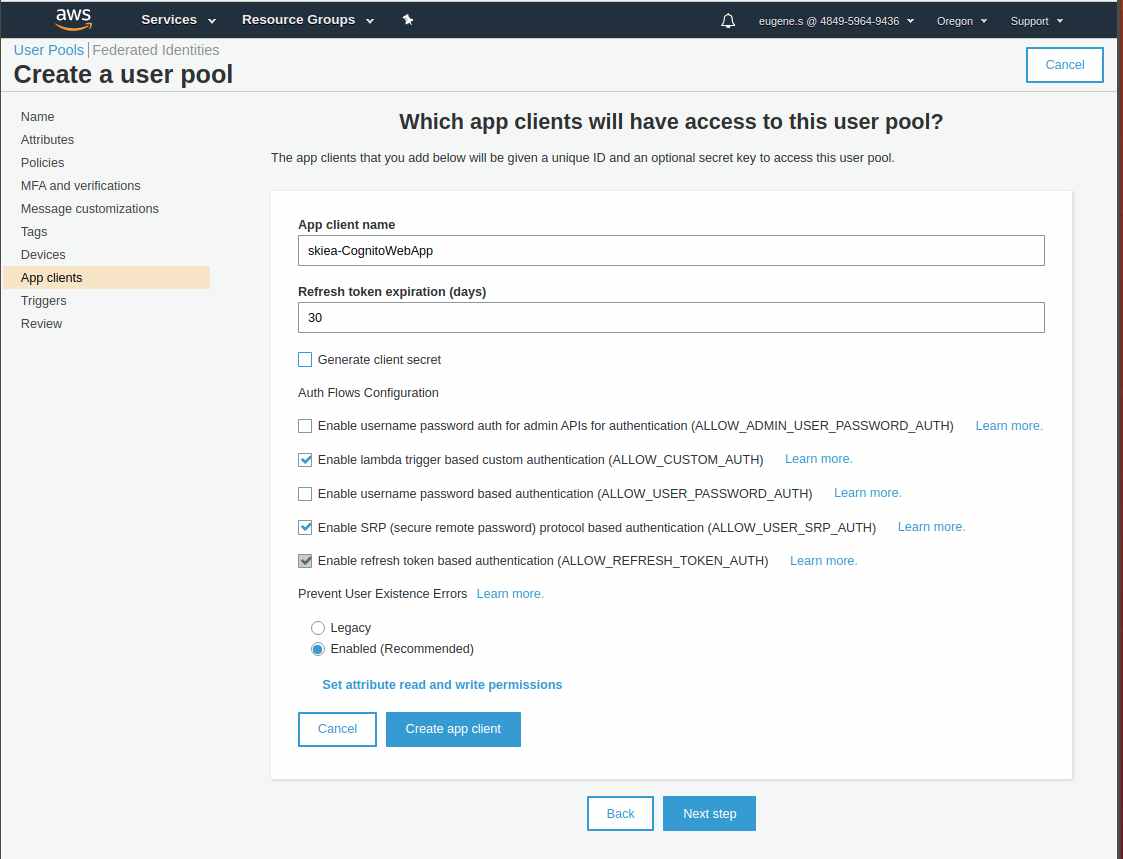 aws
Services Resource Groups eugene.s @ 4849-5964-9436 Oregon Support
User Pools Federated Identities
Create a user pool
Cancel
Name
Attributes
Policies
MFA and verifications
Message customizations
Tags
Devices
App clients
Triggers
Review
Which app clients will have access to this user pool?
The app clients that you add below will be given a unique ID and an optional secret key to access this user pool.
App client name
skiea-CognitoWebApp
Refresh token expiration (days)
30
Generate client secret
Auth Flows Configuration
Enable username password auth for admin APIs for authentication (ALLOW_ADMIN_USER_PASSWORD_AUTH) Learn more.
Enable lambda trigger based custom authentication (ALLOW_CUSTOM_AUTH) Learn more.
Enable username password based authentication (ALLOW_USER_PASSWORD_AUTH) Learn more.
Enable SRP (secure remote password) protocol based authentication (ALLOW_USER_SRP_AUTH) Learn more.
Enable refresh token based authentication (ALLOW_REFRESH_TOKEN_AUTH) Learn more.
Prevent User Existence Errors Learn more.
Legacy
Enabled (Recommended)
Set attribute read and write permissions
Cancel Create app client
Back Next step